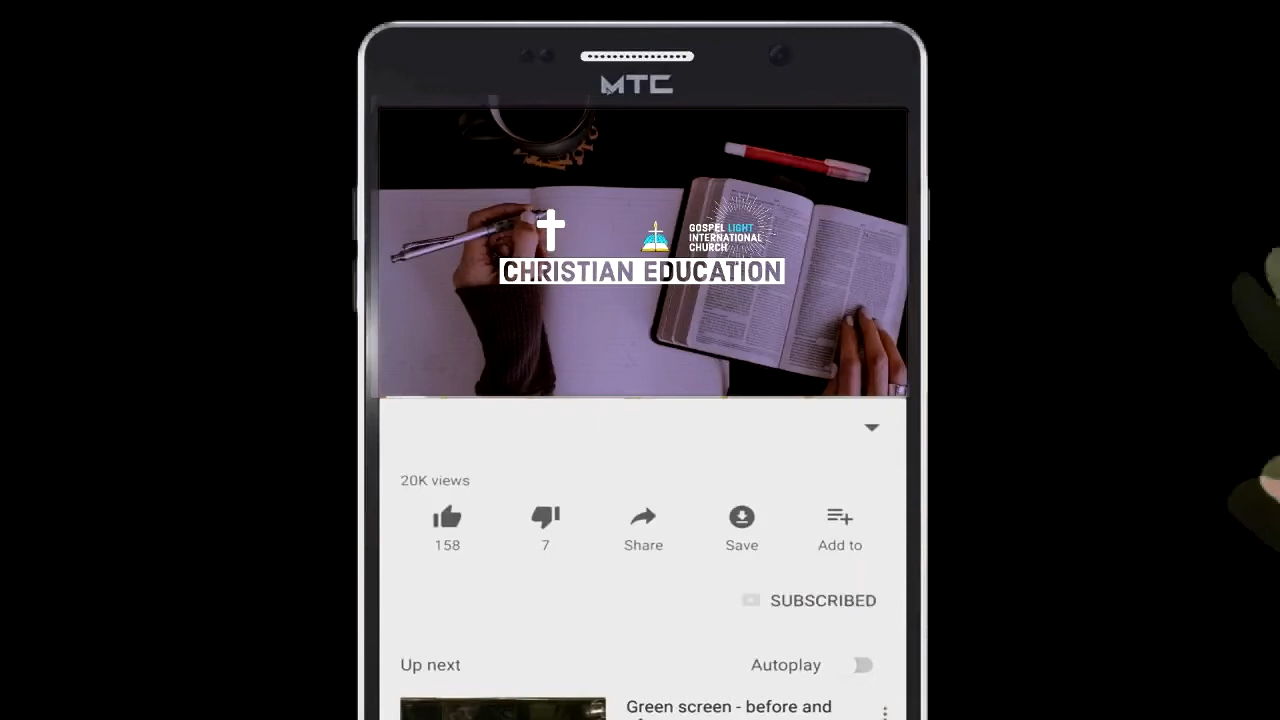 MTC
GOSPEL LIGHT
INTERNATIONAL
CHURCH
CHRISTIAN EDUCATION
20K views
158
7
Share
Save
Add to
SUBSCRIBED
Up next
Autoplay
Green screen - before and